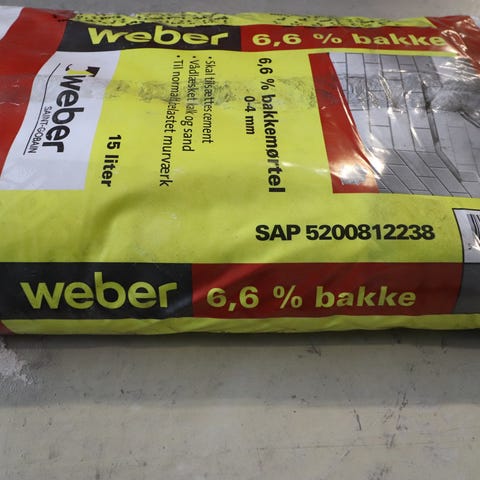 weber 6,6 % bakke
weber
SAINT-GOBAIN
15 liter
6,6 % bakkemørtel
0-4 mm
• Skal tilsættes cement
• Vådlæsket kalk og sand
• Til normalbelastet murværk
SAP 5200812238
weber 6,6 % bakke